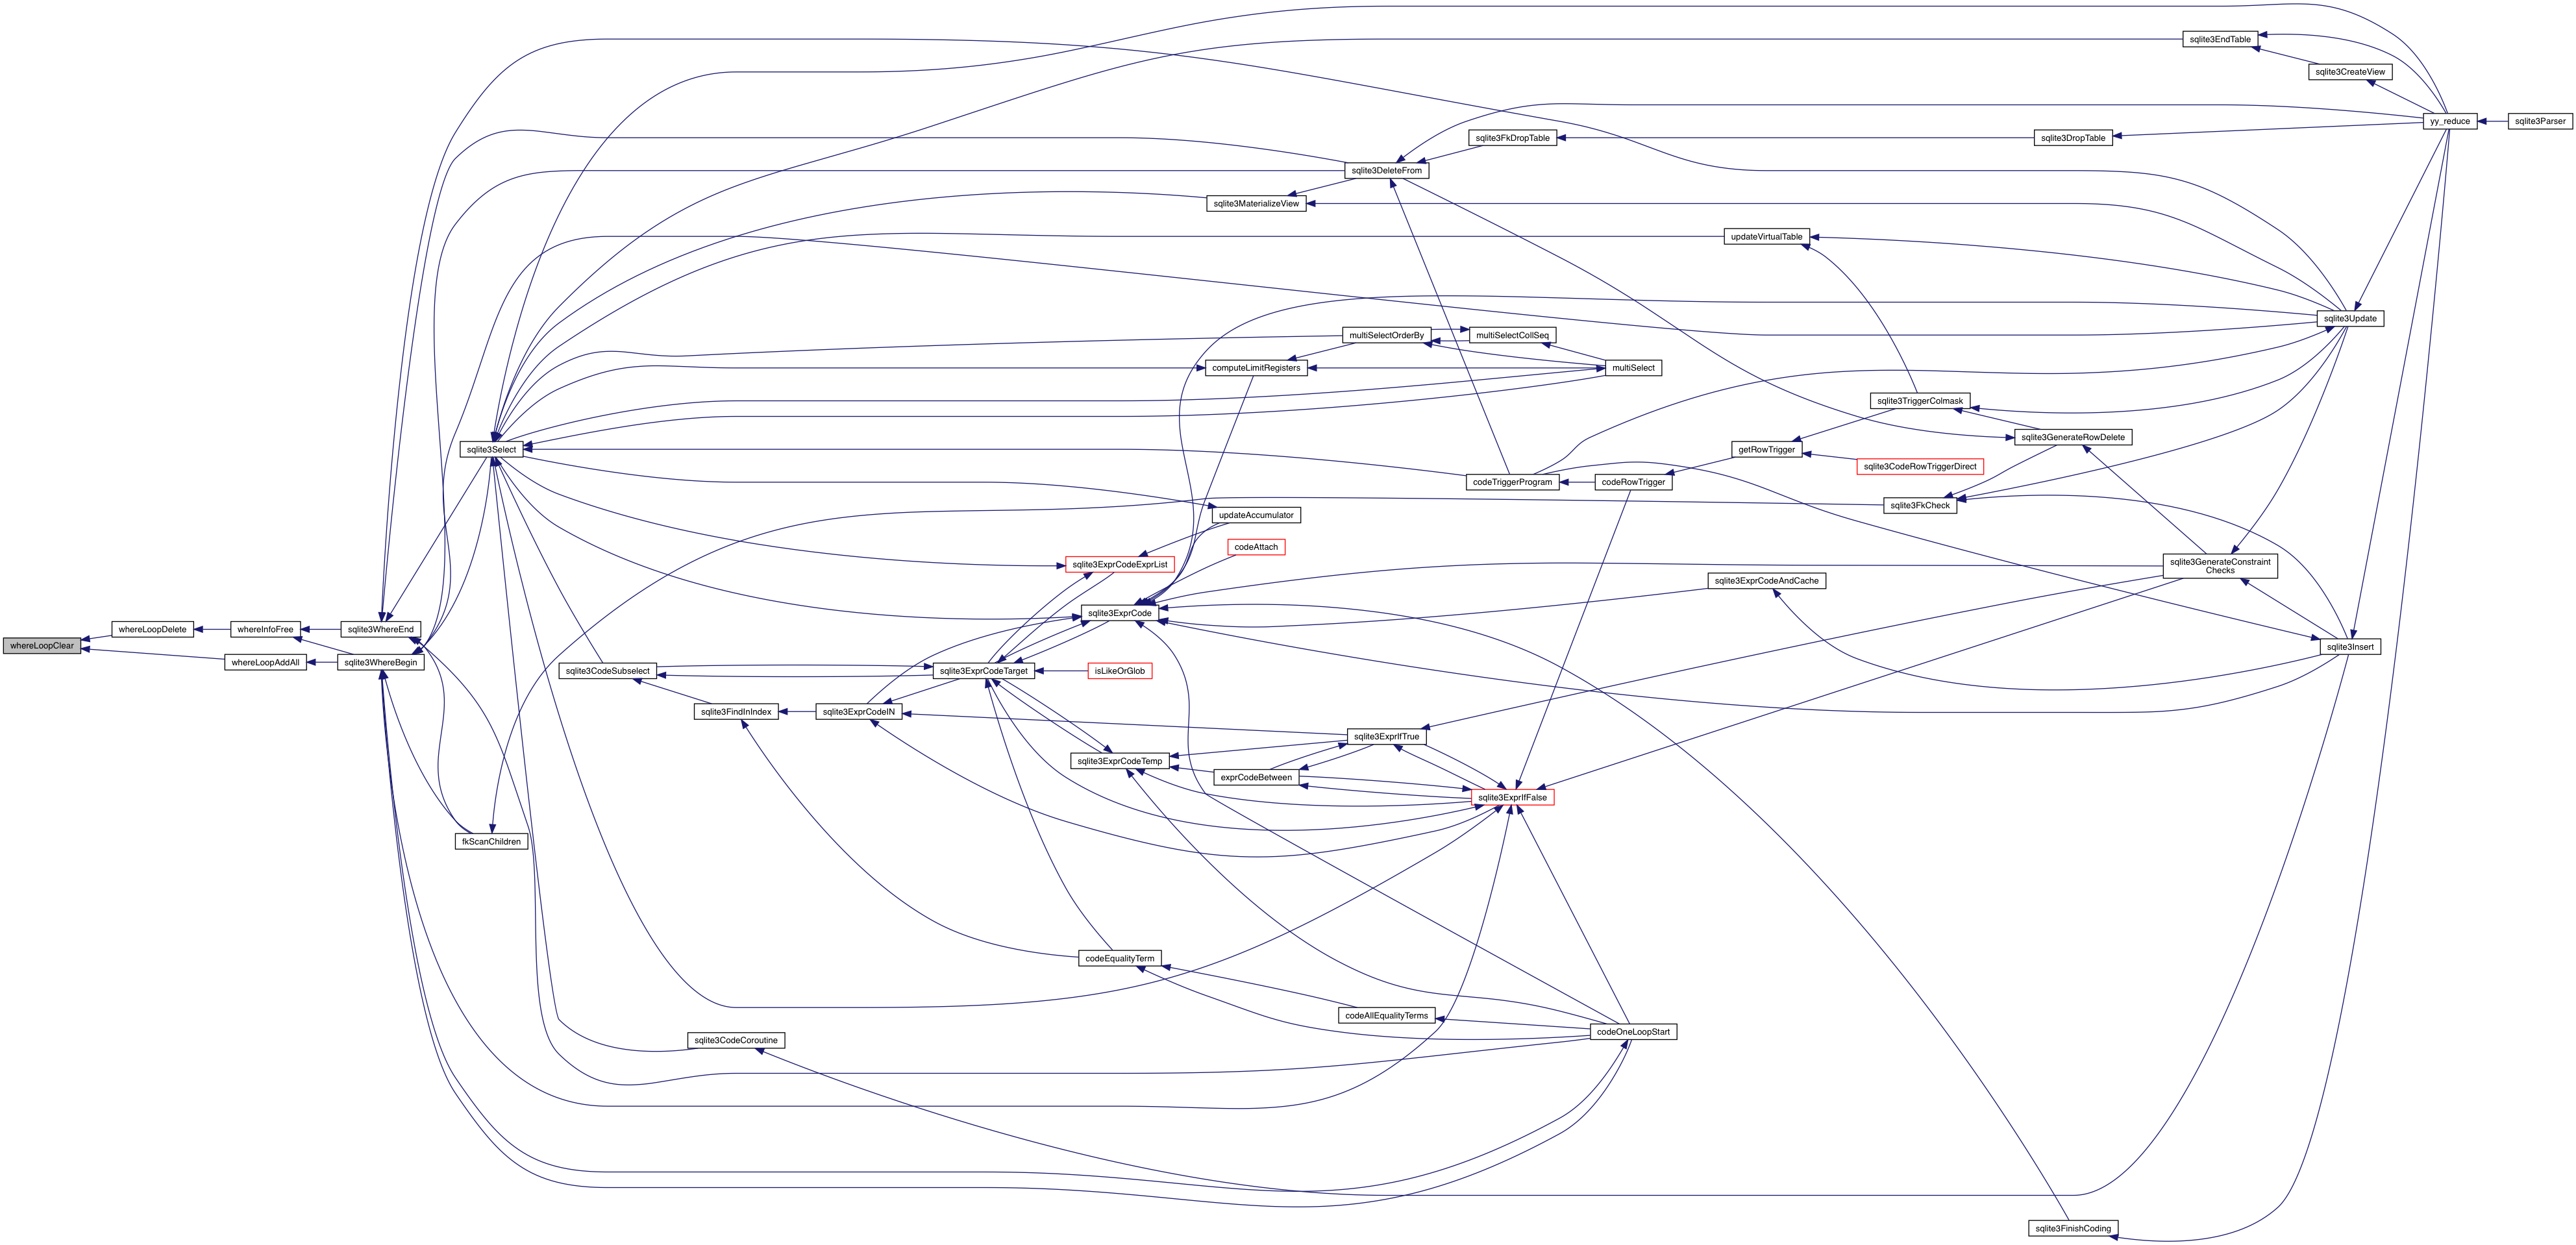 sqlite3EndTable
sqlite3CreateView
yy_reduce
sqlite3Parser
sqlite3FkDropTable
sqlite3DropTable
sqlite3DeleteFrom
sqlite3MaterializeView
updateVirtualTable
sqlite3Update
multiSelectOrderBy
multiSelectCollSeq
computeLimitRegisters
multiSelect
sqlite3TriggerColmask
sqlite3GenerateRowDelete
sqlite3Select
getRowTrigger
sqlite3CodeRowTriggerDirect
codeTriggerProgram
codeRowTrigger
sqlite3FkCheck
updateAccumulator
codeAttach
sqlite3ExprCodeExprList
sqlite3GenerateConstraint
Checks
sqlite3ExprCodeAndCache
sqlite3ExprCode
whereLoopDelete
whereInfoFree
sqlite3WhereEnd
whereLoopClear
sqlite3Insert
whereLoopAddAll
sqlite3WhereBegin
sqlite3CodeSubselect
sqlite3ExprCodeTarget
isLikeOrGlob
sqlite3FindInIndex
sqlite3ExprCodeIN
sqlite3ExprIfTrue
sqlite3ExprCodeTemp
exprCodeBetween
sqlite3ExprIfFalse
fkScanChildren
codeEqualityTerm
codeAllEqualityTerms
codeOneLoopStart
sqlite3CodeCoroutine
sqlite3FinishCoding